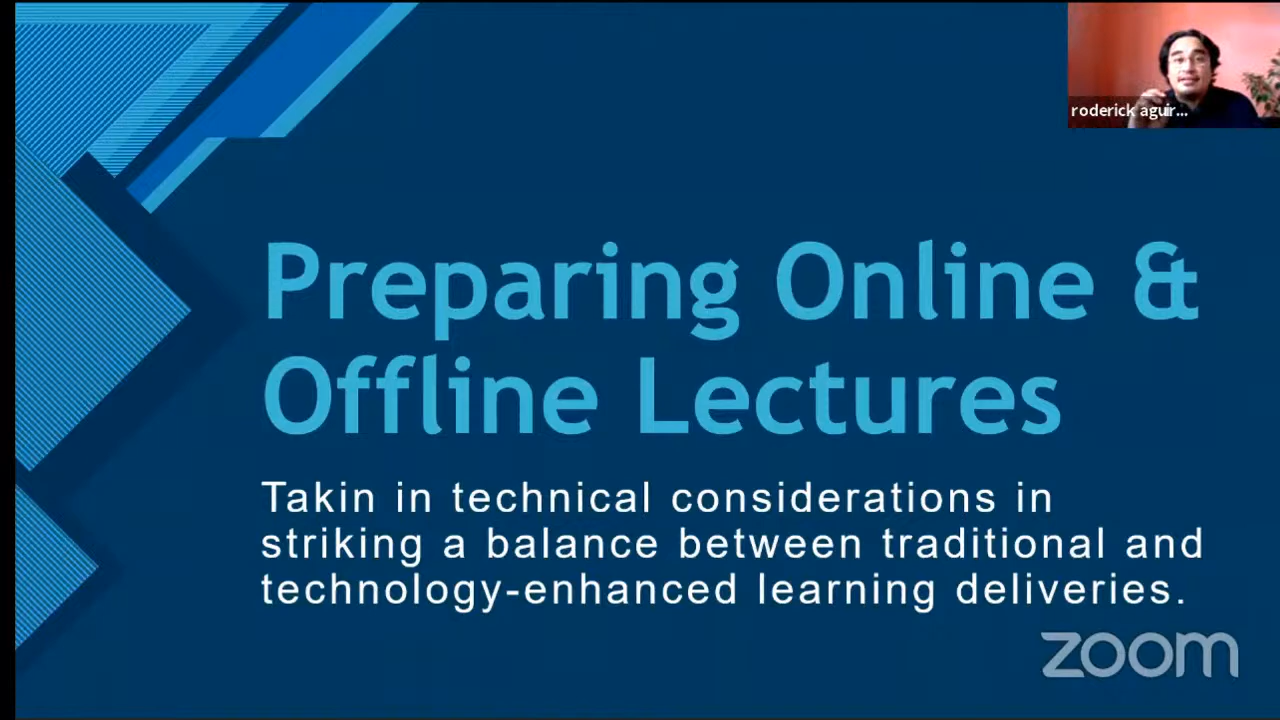 roderick aguir...
Preparing Online &
Offline Lectures
Takin in technical considerations in
striking a balance between traditional and
technology-enhanced learning deliveries.
zoom